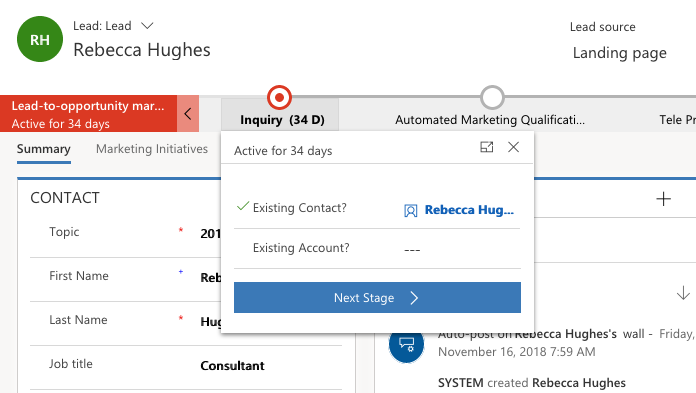 RH
Lead: Lead
Rebecca Hughes
Lead source
Landing page
Lead-to-opportunity mar...
Active for 34 days
Inquiry (34 D)
Automated Marketing Qualificati...
Tele Pr
Summary
Marketing Initiatives
Active for 34 days
Existing Contact?
Rebecca Hug...
Existing Account?
---
Next Stage
CONTACT
Topic
*
201
First Name
+
Reb
Last Name
*
Hug
Job title
Consultant
Auto-post on Rebecca Hughes's wall - Friday,
November 16, 2018 7:59 AM
SYSTEM created Rebecca Hughes